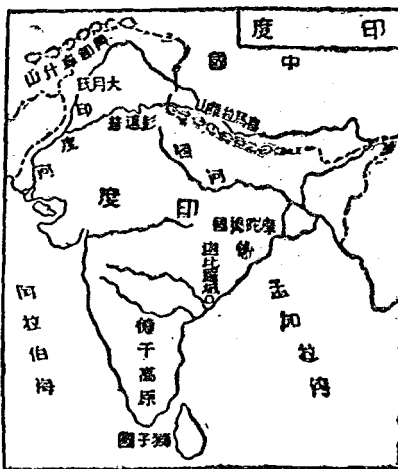 印度
中國
興都庫什山
大月氏
印度河
彭遮普
喜馬拉雅山
恒河
印度
孟加拉灣
阿拉伯海
德干高原
獅子國